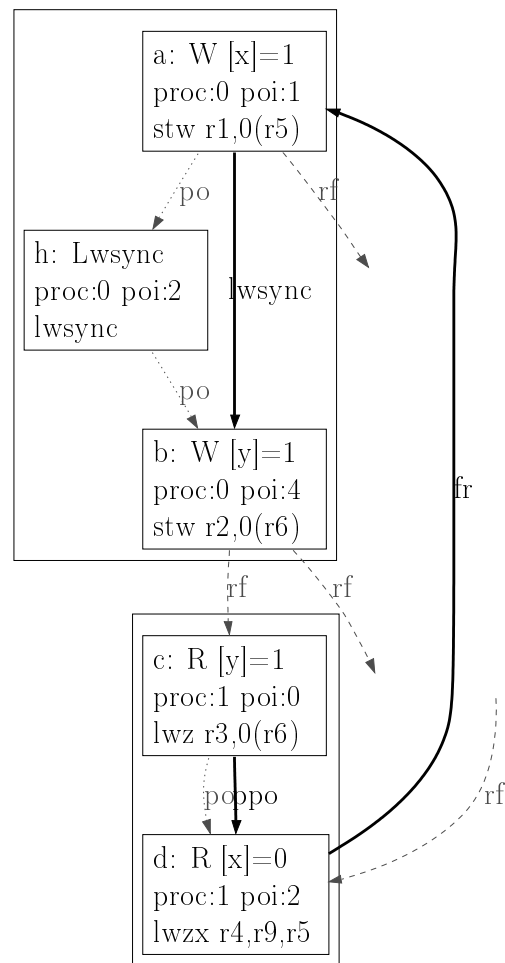 a: W [x]=1
proc:0 poi:1
stw r1,0(r5)
po
rf
h: Lwsync
proc:0 poi:2
lwsync
lwsync
po
b: W [y]=1
proc:0 poi:4
stw r2,0(r6)
fr
rf
rf
c: R [y]=1
proc:1 poi:0
lwz r3,0(r6)
po
ppo
rf
d: R [x]=0
proc:1 poi:2
lwzx r4,r9,r5